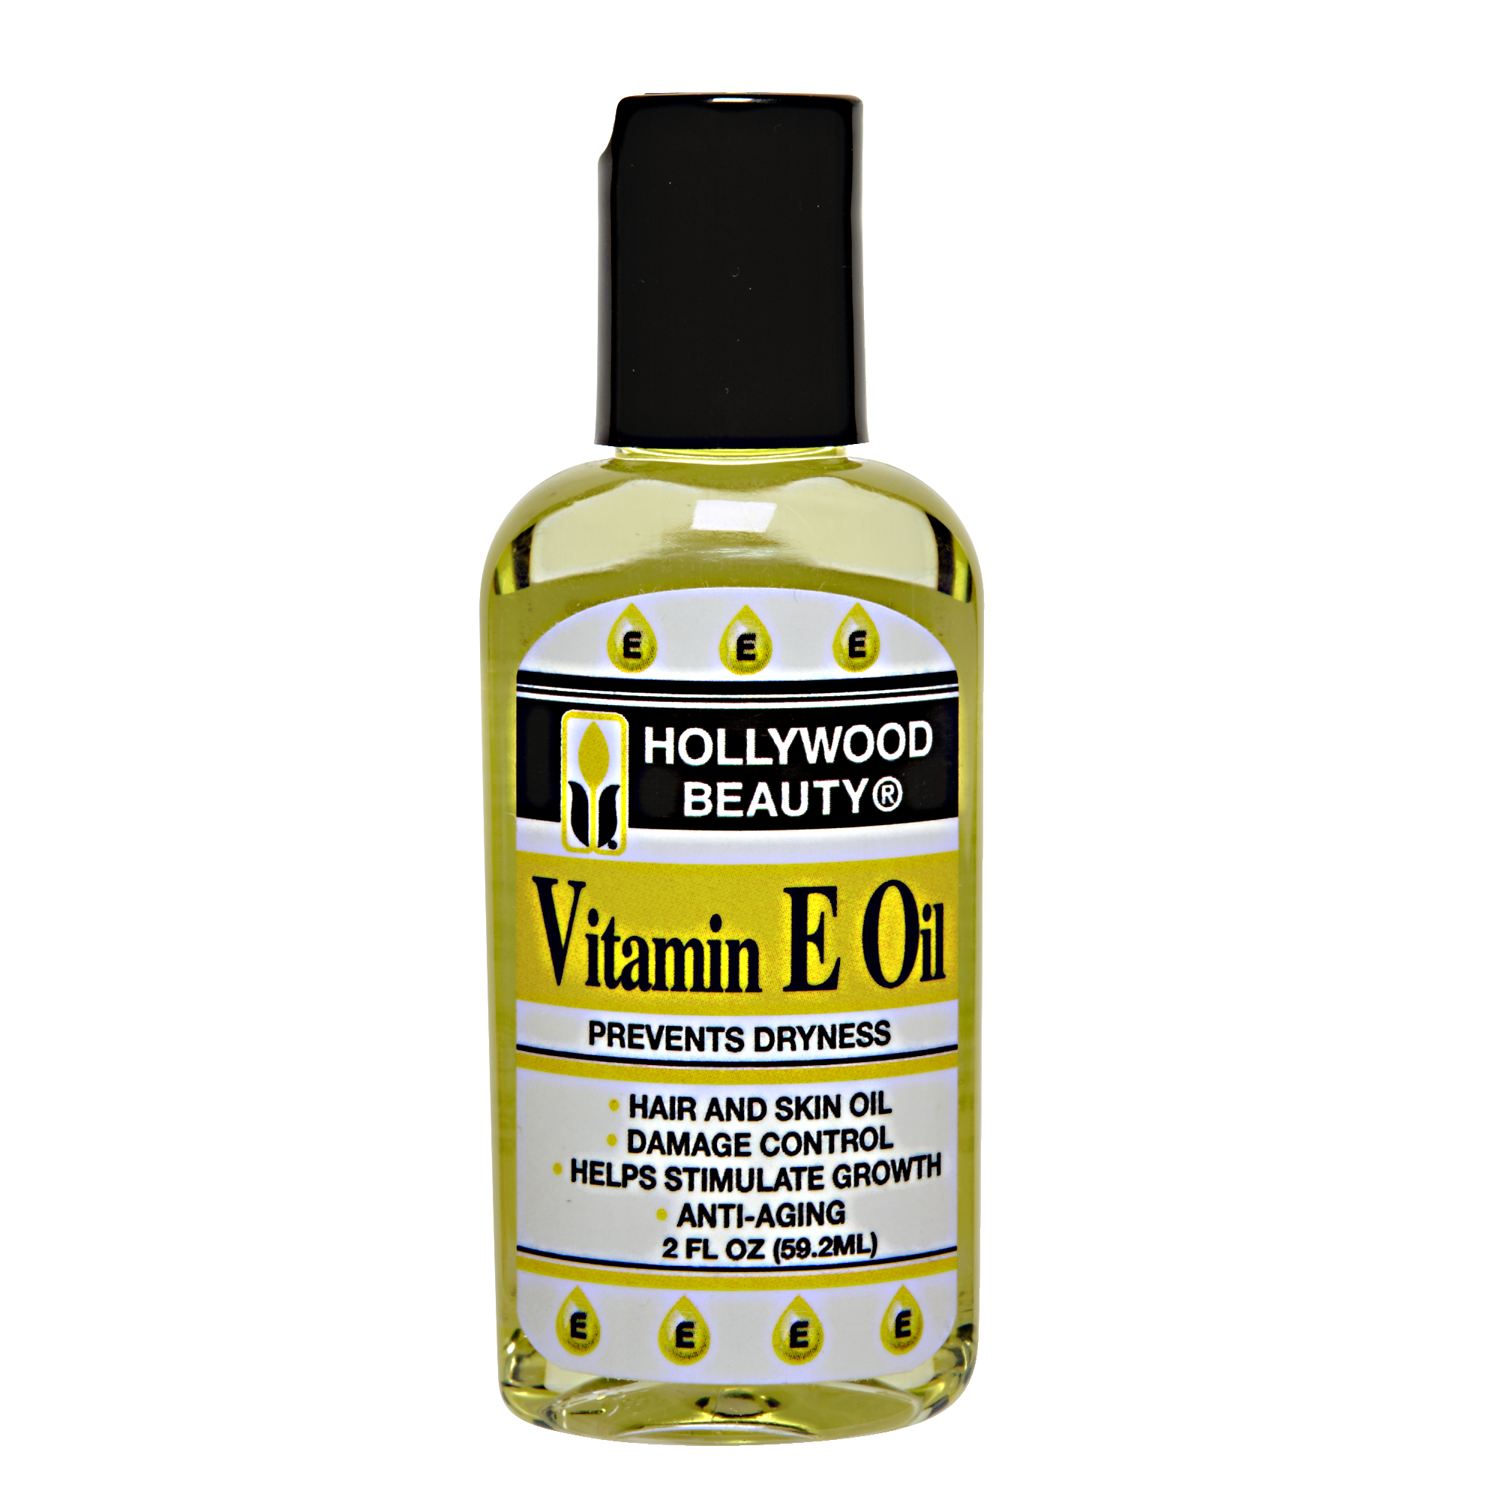 E E E
HOLLYWOOD
BEAUTY®
Vitamin E Oil
PREVENTS DRYNESS
• HAIR AND SKIN OIL
• DAMAGE CONTROL
• HELPS STIMULATE GROWTH
• ANTI-AGING
2 FL OZ (59.2ML)
E E E E